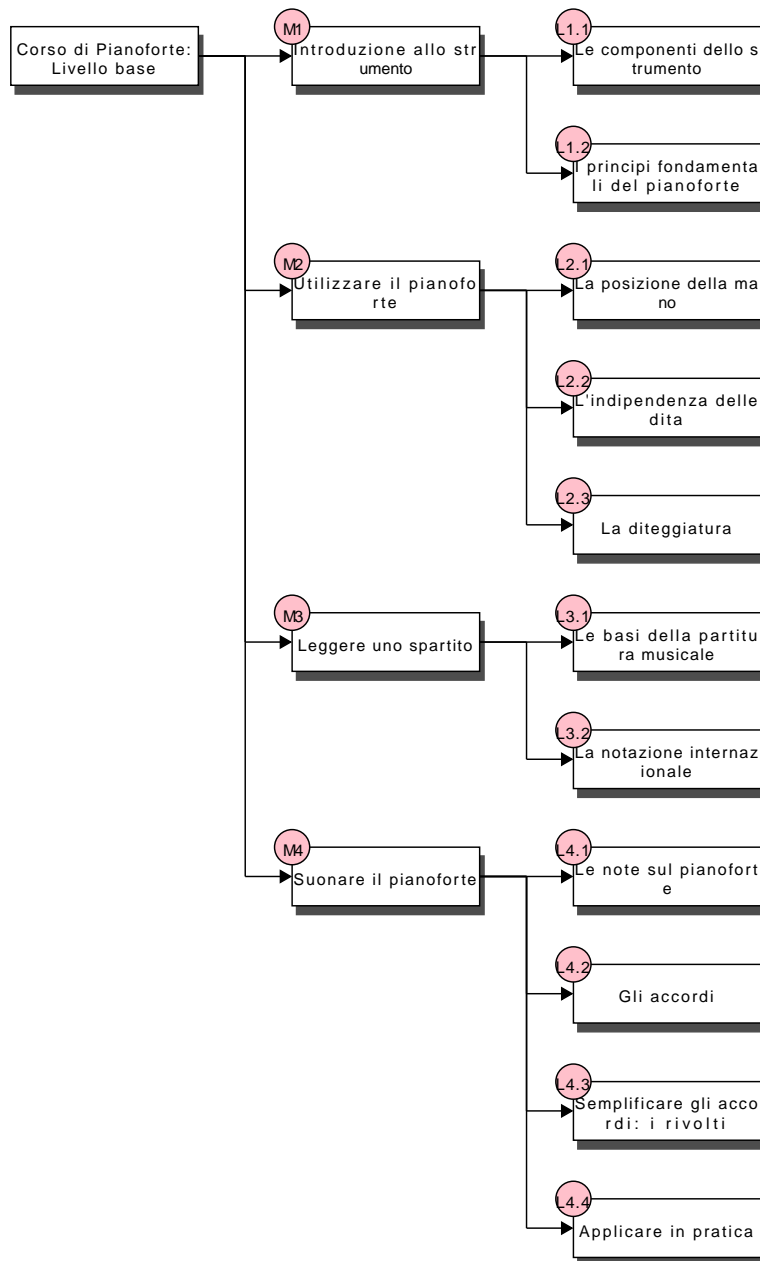 Corso di Pianoforte:
Livello base
M1
Introduzione allo str
umento
L1.1
Le componenti dello s
trumento
L1.2
I principi fondamenta
li del pianoforte
M2
Utilizzare il pianofo
rte
L2.1
La posizione della ma
no
L2.2
L'indipendenza delle
dita
L2.3
La diteggiatura
M3
Leggere uno spartito
L3.1
Le basi della partitu
ra musicale
L3.2
La notazione internaz
ionale
M4
Suonare il pianoforte
L4.1
Le note sul pianofort
e
L4.2
Gli accordi
L4.3
Semplificare gli acco
rdi: i rivolti
L4.4
Applicare in pratica